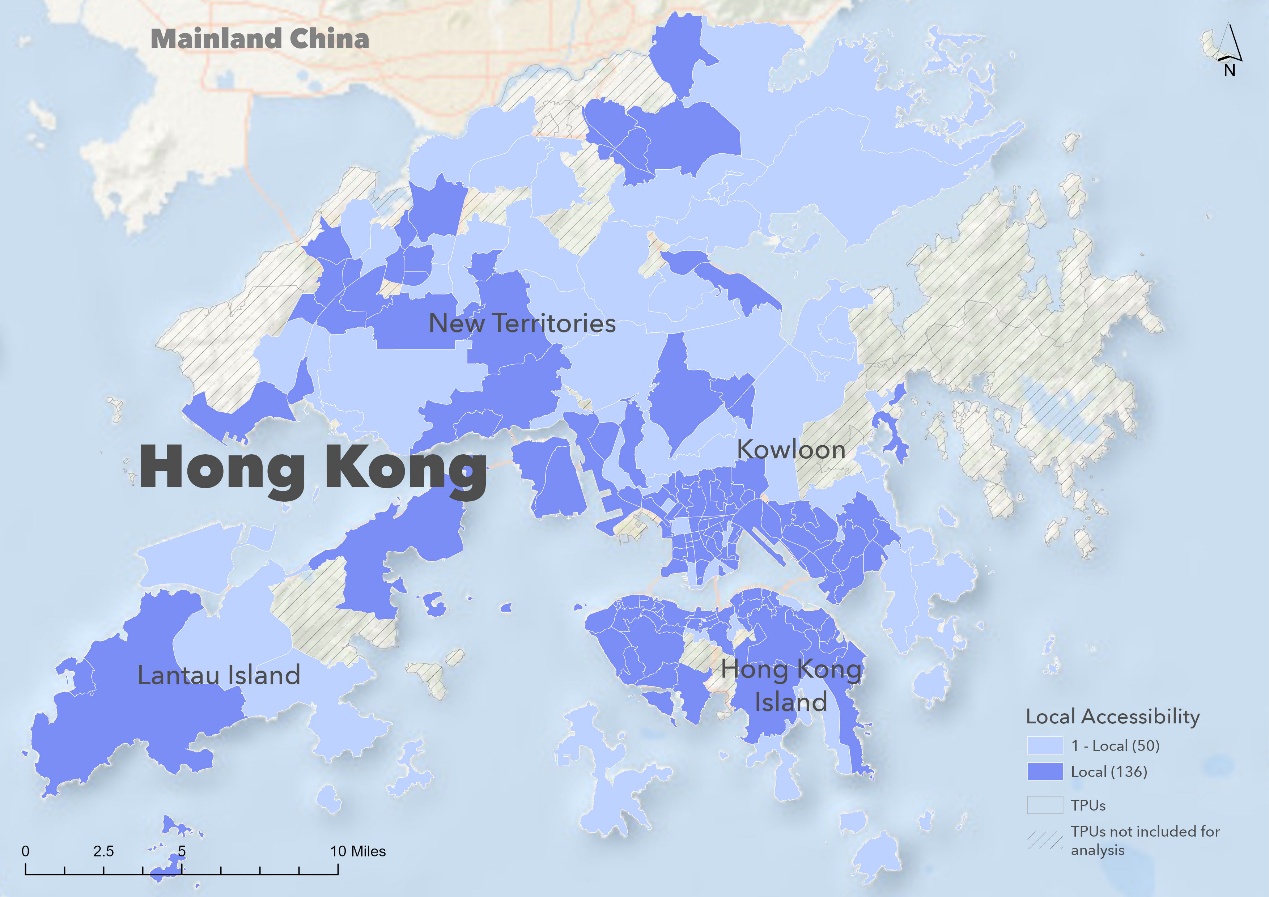 Mainland China
N
New Territories
Kowloon
Hong Kong
Lantau Island
Hong Kong
Island
Local Accessibility
1 - Local (50)
Local (136)
TPUs
TPUs not included for
analysis
0 2.5 5 10 Miles